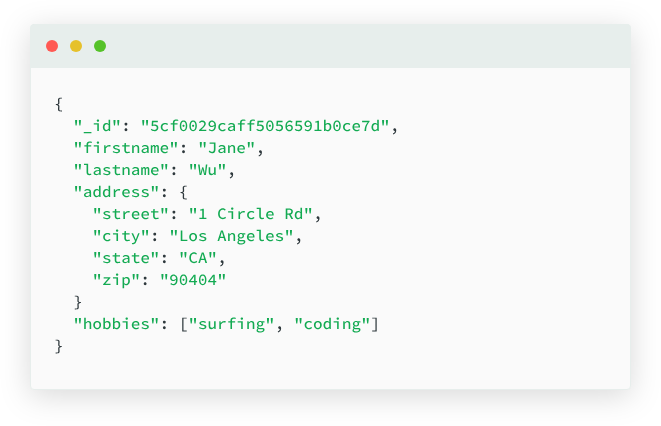 {
  "_id": "5cf0029caff5056591b0ce7d",
  "firstname": "Jane",
  "lastname": "Wu",
  "address": {
    "street": "1 Circle Rd",
    "city": "Los Angeles",
    "state": "CA",
    "zip": "90404"
  }
  "hobbies": ["surfing", "coding"]
}